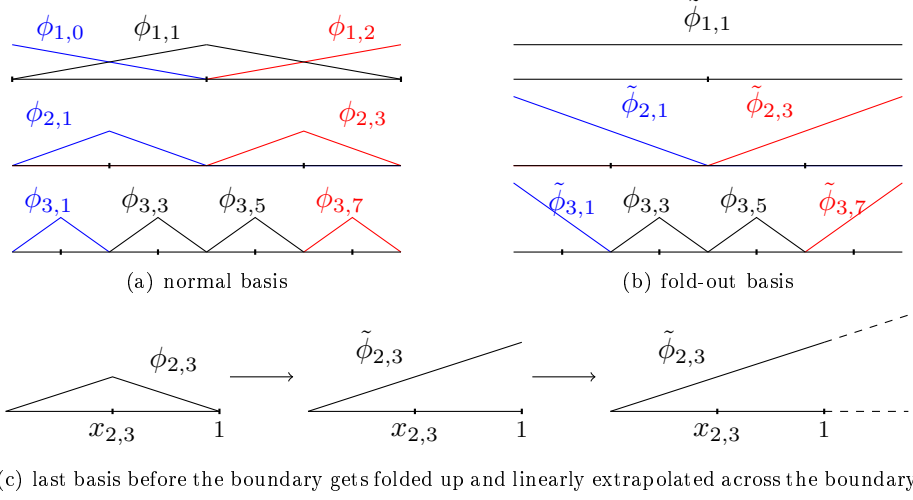 ϕ1,0 ϕ1,1 ϕ1,2
ϕ2,1 ϕ2,3
ϕ3,1 ϕ3,3 ϕ3,5 ϕ3,7
(a) normal basis
ϕ̃1,1
ϕ̃2,1 ϕ̃2,3
ϕ̃3,1 ϕ3,3 ϕ3,5 ϕ̃3,7
(b) fold-out basis
ϕ2,3 ϕ̃2,3 ϕ̃2,3
x2,3 1 x2,3 1 x2,3 1
(c) last basis before the boundary gets folded up and linearly extrapolated across the boundary